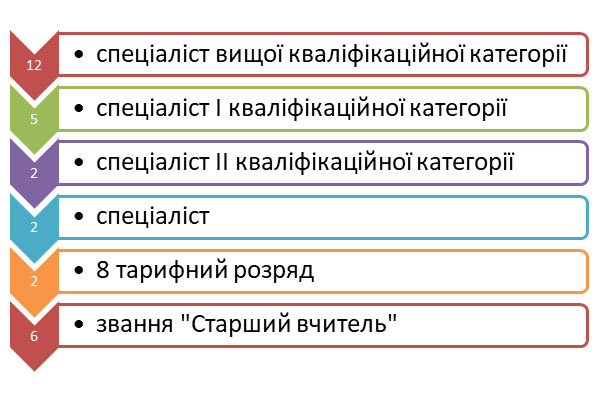 12
• спеціаліст вищої кваліфікаційної категорії
5
• спеціаліст І кваліфікаційної категорії
2
• спеціаліст ІІ кваліфікаційної категорії
2
• спеціаліст
2
• 8 тарифний розряд
6
• звання "Старший вчитель"